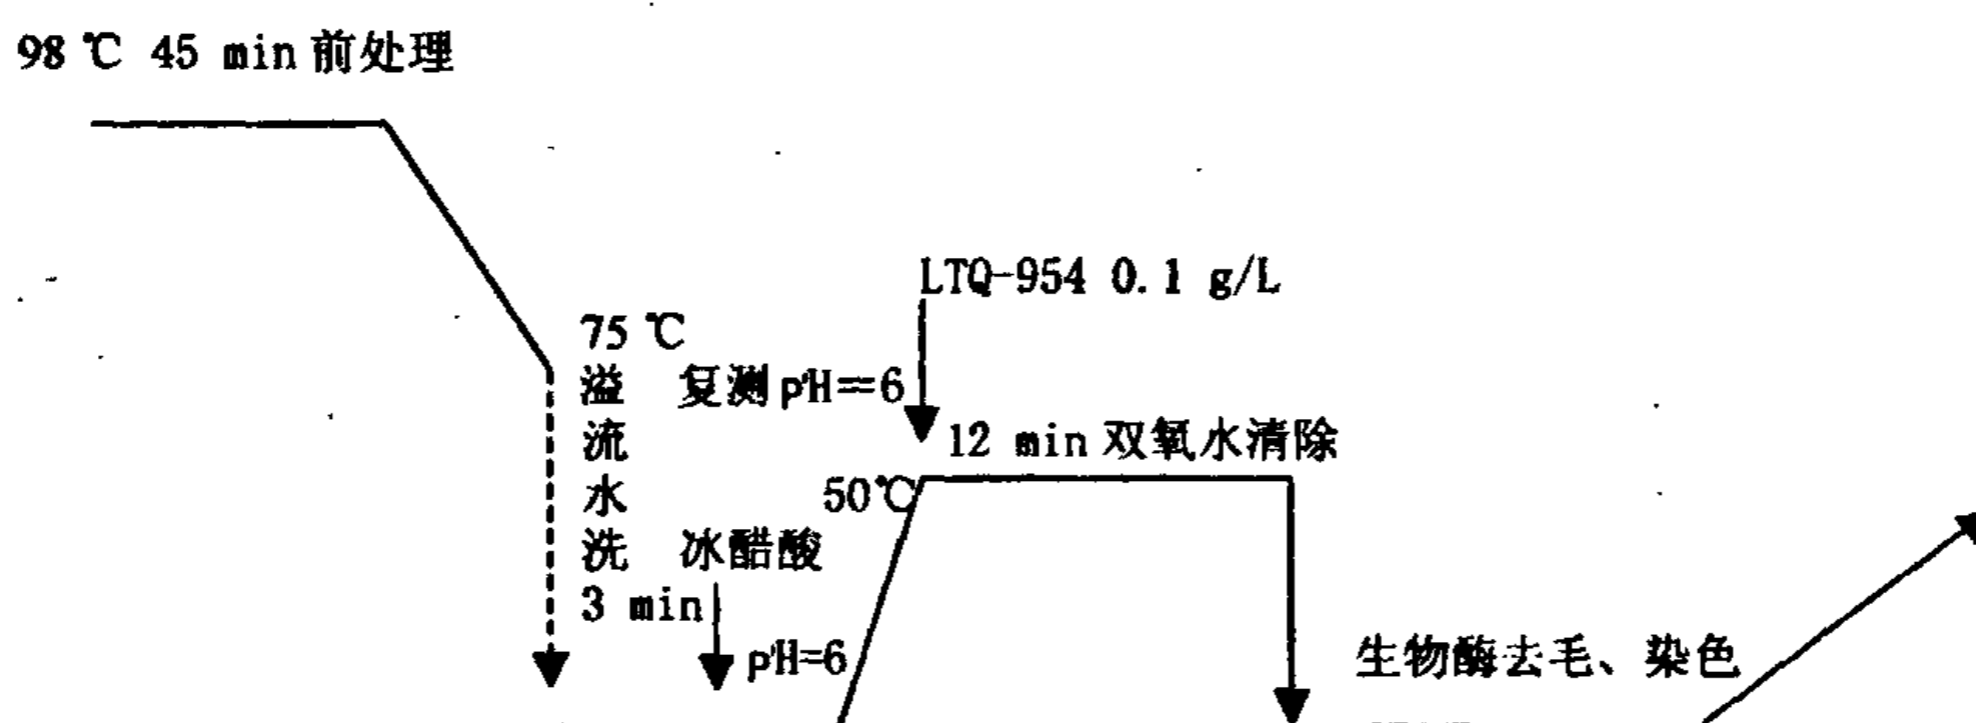 98 ℃ 45 min 前处理
LTQ-954 0.1 g/L
75 ℃
溢流水洗
3 min
复测 pH=6
12 min 双氧水清除
50℃
冰醋酸
pH=6
生物酶去毛、染色